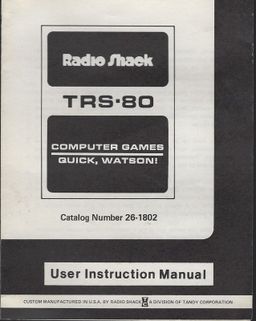 Radio Shack
TRS-80
COMPUTER GAMES
QUICK, WATSON!
Catalog Number 26-1802
User Instruction Manual
CUSTOM MANUFACTURED IN U.S.A. BY RADIO SHACK A DIVISION OF TANDY CORPORATION